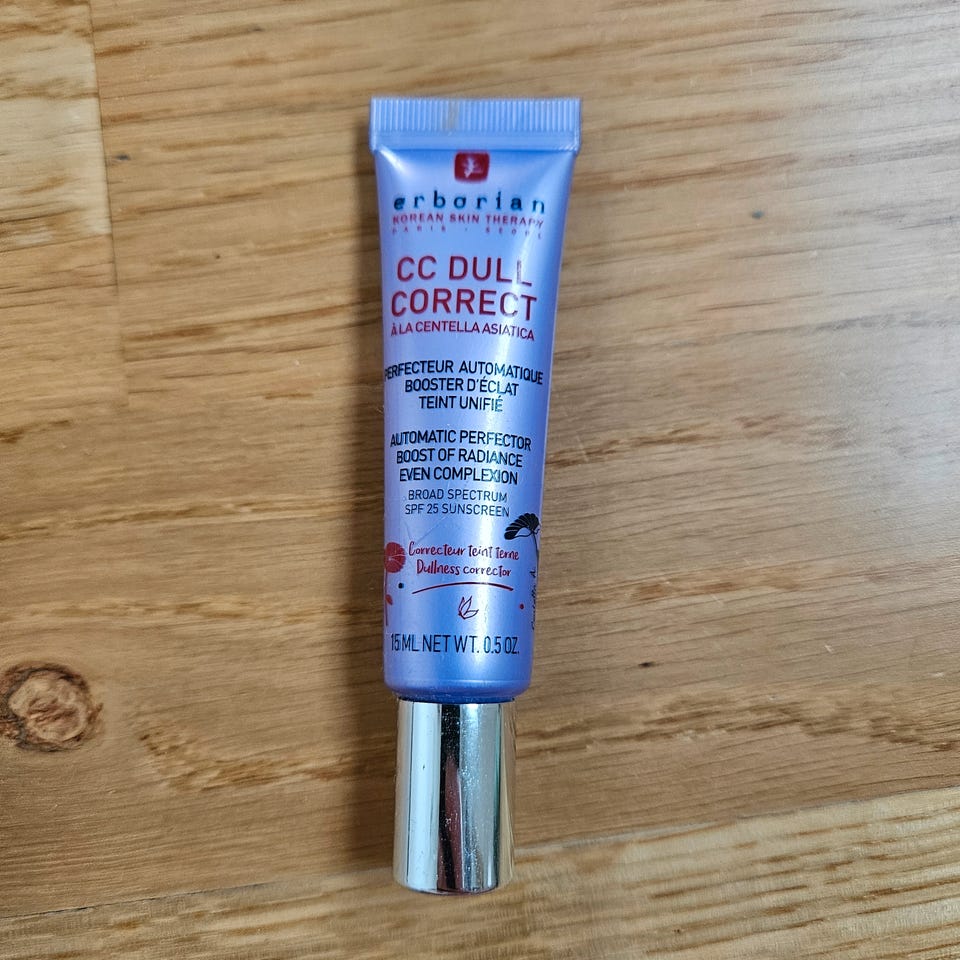 erborian
KOREAN SKIN THERAPY
PARIS - SEOUL
CC DULL
CORRECT
À LA CENTELLA ASIATICA
PERFECTEUR AUTOMATIQUE
BOOSTER D'ÉCLAT
TEINT UNIFIÉ
AUTOMATIC PERFECTOR
BOOST OF RADIANCE
EVEN COMPLEXION
BROAD SPECTRUM
SPF 25 SUNSCREEN
Correcteur teint terne
Dullness corrector
15 ML NET WT. 0.5 OZ.